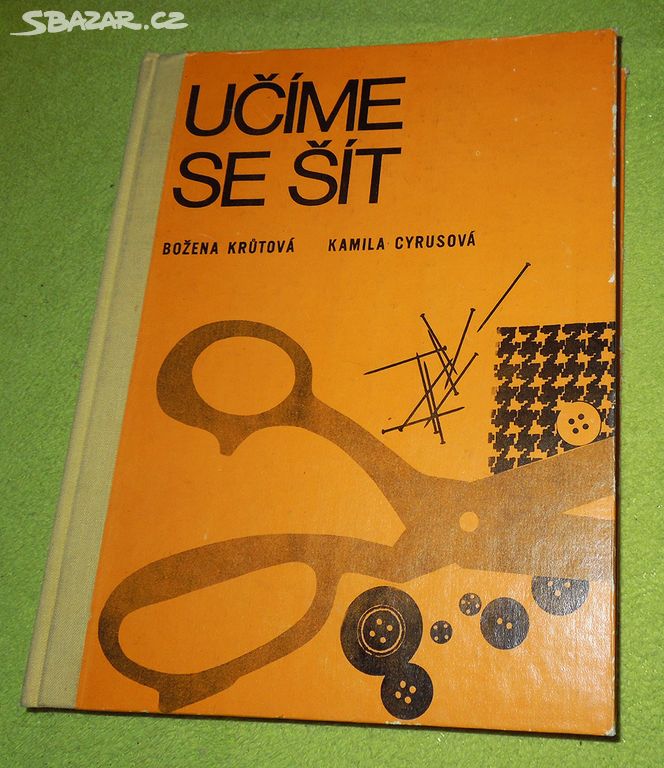 SBAZAR.CZ
UČÍME
SE ŠÍT
BOŽENA KRŮTOVÁ KAMILA CYRUSOVÁ